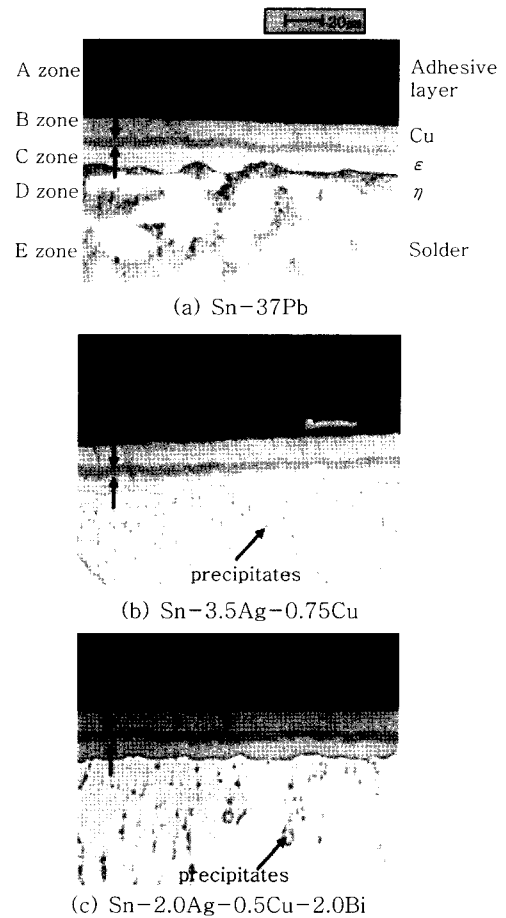 20㎛
A zone
Adhesive layer
B zone
Cu
C zone
ε
D zone
η
E zone
Solder
(a) Sn-37Pb
precipitates
(b) Sn-3.5Ag-0.75Cu
precipitates
(c) Sn-2.0Ag-0.5Cu-2.0Bi